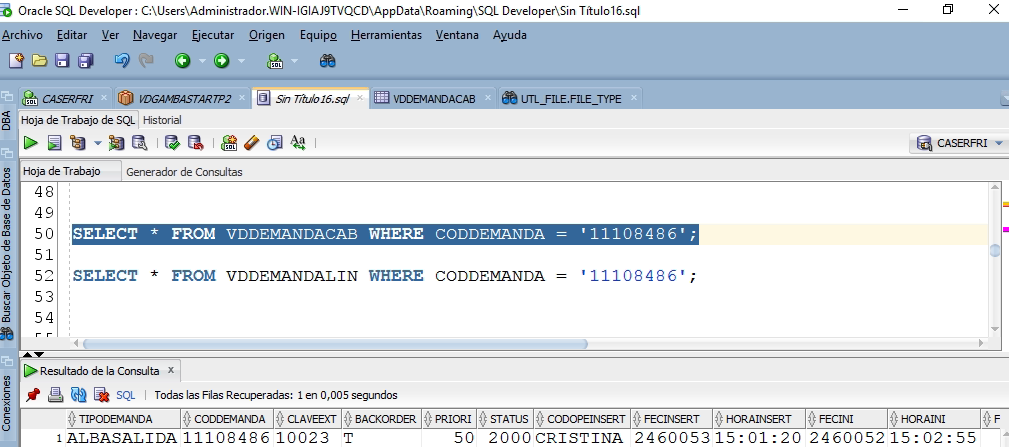 Oracle SQL Developer : C:\Users\Administrador.WIN-IGIAJ9TVQCD\AppData\Roaming\SQL Developer\Sin Título16.sql
Archivo Editar Ver Navegar Ejecutar Origen Equipo Herramientas Ventana Ayuda
CASERFRI VDGAMBASTARTP2 Sin Título16.sql VDDEMANDACAB UTL_FILE.FILE_TYPE
DBA
Buscar Objeto de Base de Datos
Conexiones
Hoja de Trabajo de SQL Historial
CASERFRI
Hoja de Trabajo Generador de Consultas
48
49
50 SELECT * FROM VDDEMANDACAB WHERE CODDEMANDA = '11108486';
51
52 SELECT * FROM VDDEMANDALIN WHERE CODDEMANDA = '11108486';
53
54
Resultado de la Consulta x
SQL | Todas las Filas Recuperadas: 1 en 0,005 segundos
TIPODEMANDA CODDEMANDA CLAVEEXT BACKORDER PRIORI STATUS CODOPEINSERT FECINSERT HORAINSERT FECINI HORAINI F
1 ALBASALIDA 11108486 10023 T 50 2000 CRISTINA 2460053 15:01:20 2460052 15:02:55